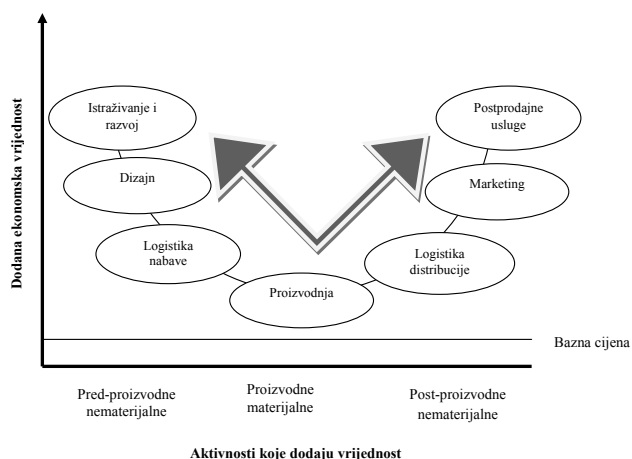 Dodana ekonomska vrijednost
Istraživanje i
razvoj
Dizajn
Logistika
nabave
Proizvodnja
Logistika
distribucije
Marketing
Postprodajne
usluge
Bazna cijena
Pred-proizvodne
nematerijalne
Proizvodne
materijalne
Post-proizvodne
nematerijalne
Aktivnosti koje dodaju vrijednost